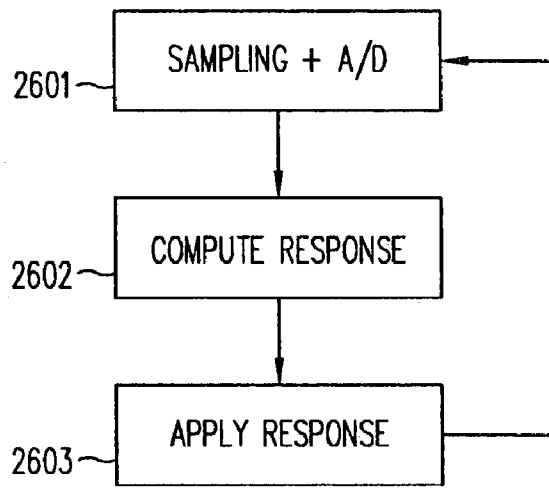 SAMPLING + A/D
2601
COMPUTE RESPONSE
2602
APPLY RESPONSE
2603